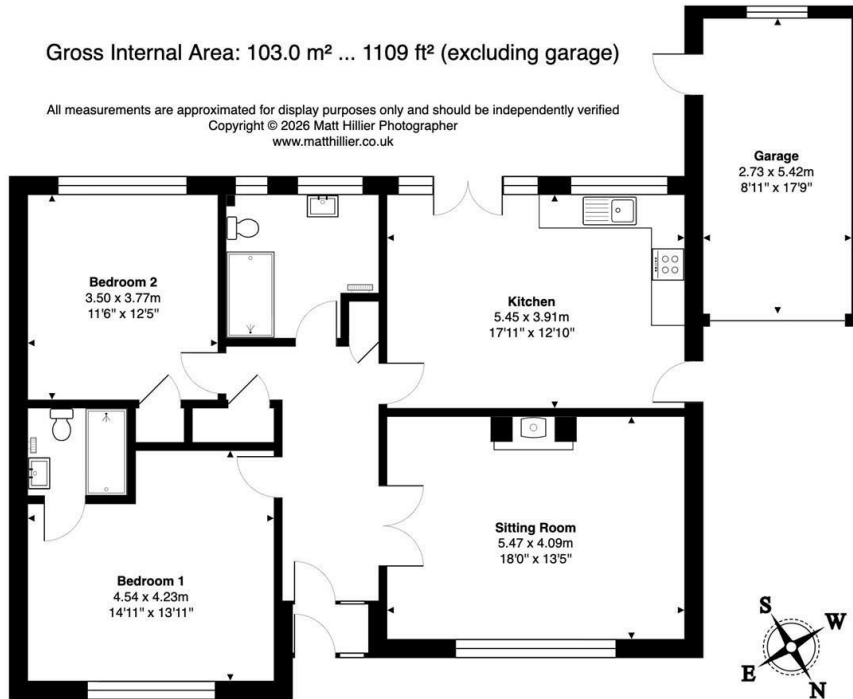 Gross Internal Area: 103.0 m² ... 1109 ft² (excluding garage)
All measurements are approximated for display purposes only and should be independently verified
Copyright © 2026 Matt Hillier Photographer
www.matthillier.co.uk
Garage
2.73 x 5.42m
8'11" x 17'9"
Bedroom 2
3.50 x 3.77m
11'6" x 12'5"
Kitchen
5.45 x 3.91m
17'11" x 12'10"
Sitting Room
5.47 x 4.09m
18'0" x 13'5"
Bedroom 1
4.54 x 4.23m
14'11" x 13'11"
S
W
E
N